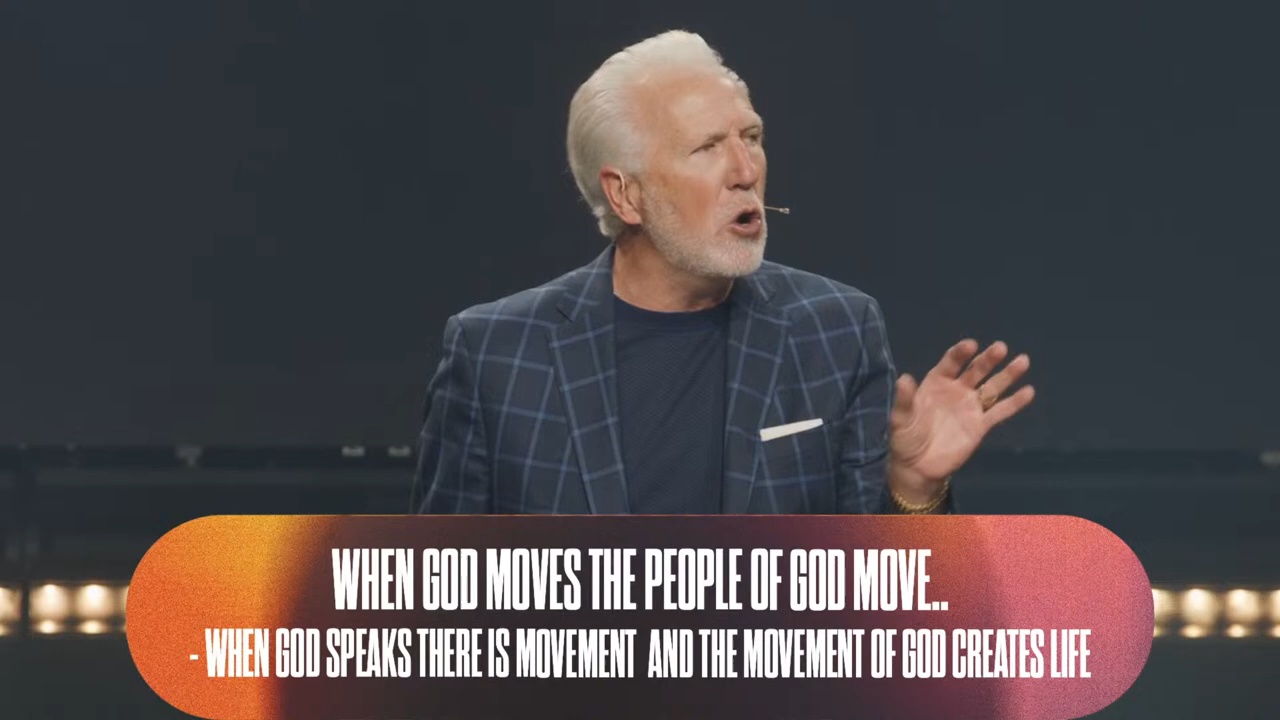 WHEN GOD MOVES THE PEOPLE OF GOD MOVE..
- WHEN GOD SPEAKS THERE IS MOVEMENT AND THE MOVEMENT OF GOD CREATES LIFE